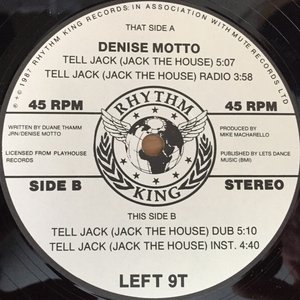 ℗ + © 1987 RHYTHM KING RECORDS: IN ASSOCIATION WITH MUTE RECORDS LTD
THAT SIDE A
DENISE MOTTO
TELL JACK (JACK THE HOUSE) 5:07
TELL JACK (JACK THE HOUSE) RADIO 3:58
45 RPM
45 RPM
RHYTHM
KING
WRITTEN BY DUANE THAMM
JRN/DENISE MOTTO
PRODUCED BY
MIKE MACHARELLO
LICENSED FROM PLAYHOUSE
RECORDS
PUBLISHED BY LETS DANCE
MUSIC (BMI)
SIDE B
STEREO
THIS SIDE B
TELL JACK (JACK THE HOUSE) DUB 5:10
TELL JACK (JACK THE HOUSE) INST. 4:40
LEFT 9T